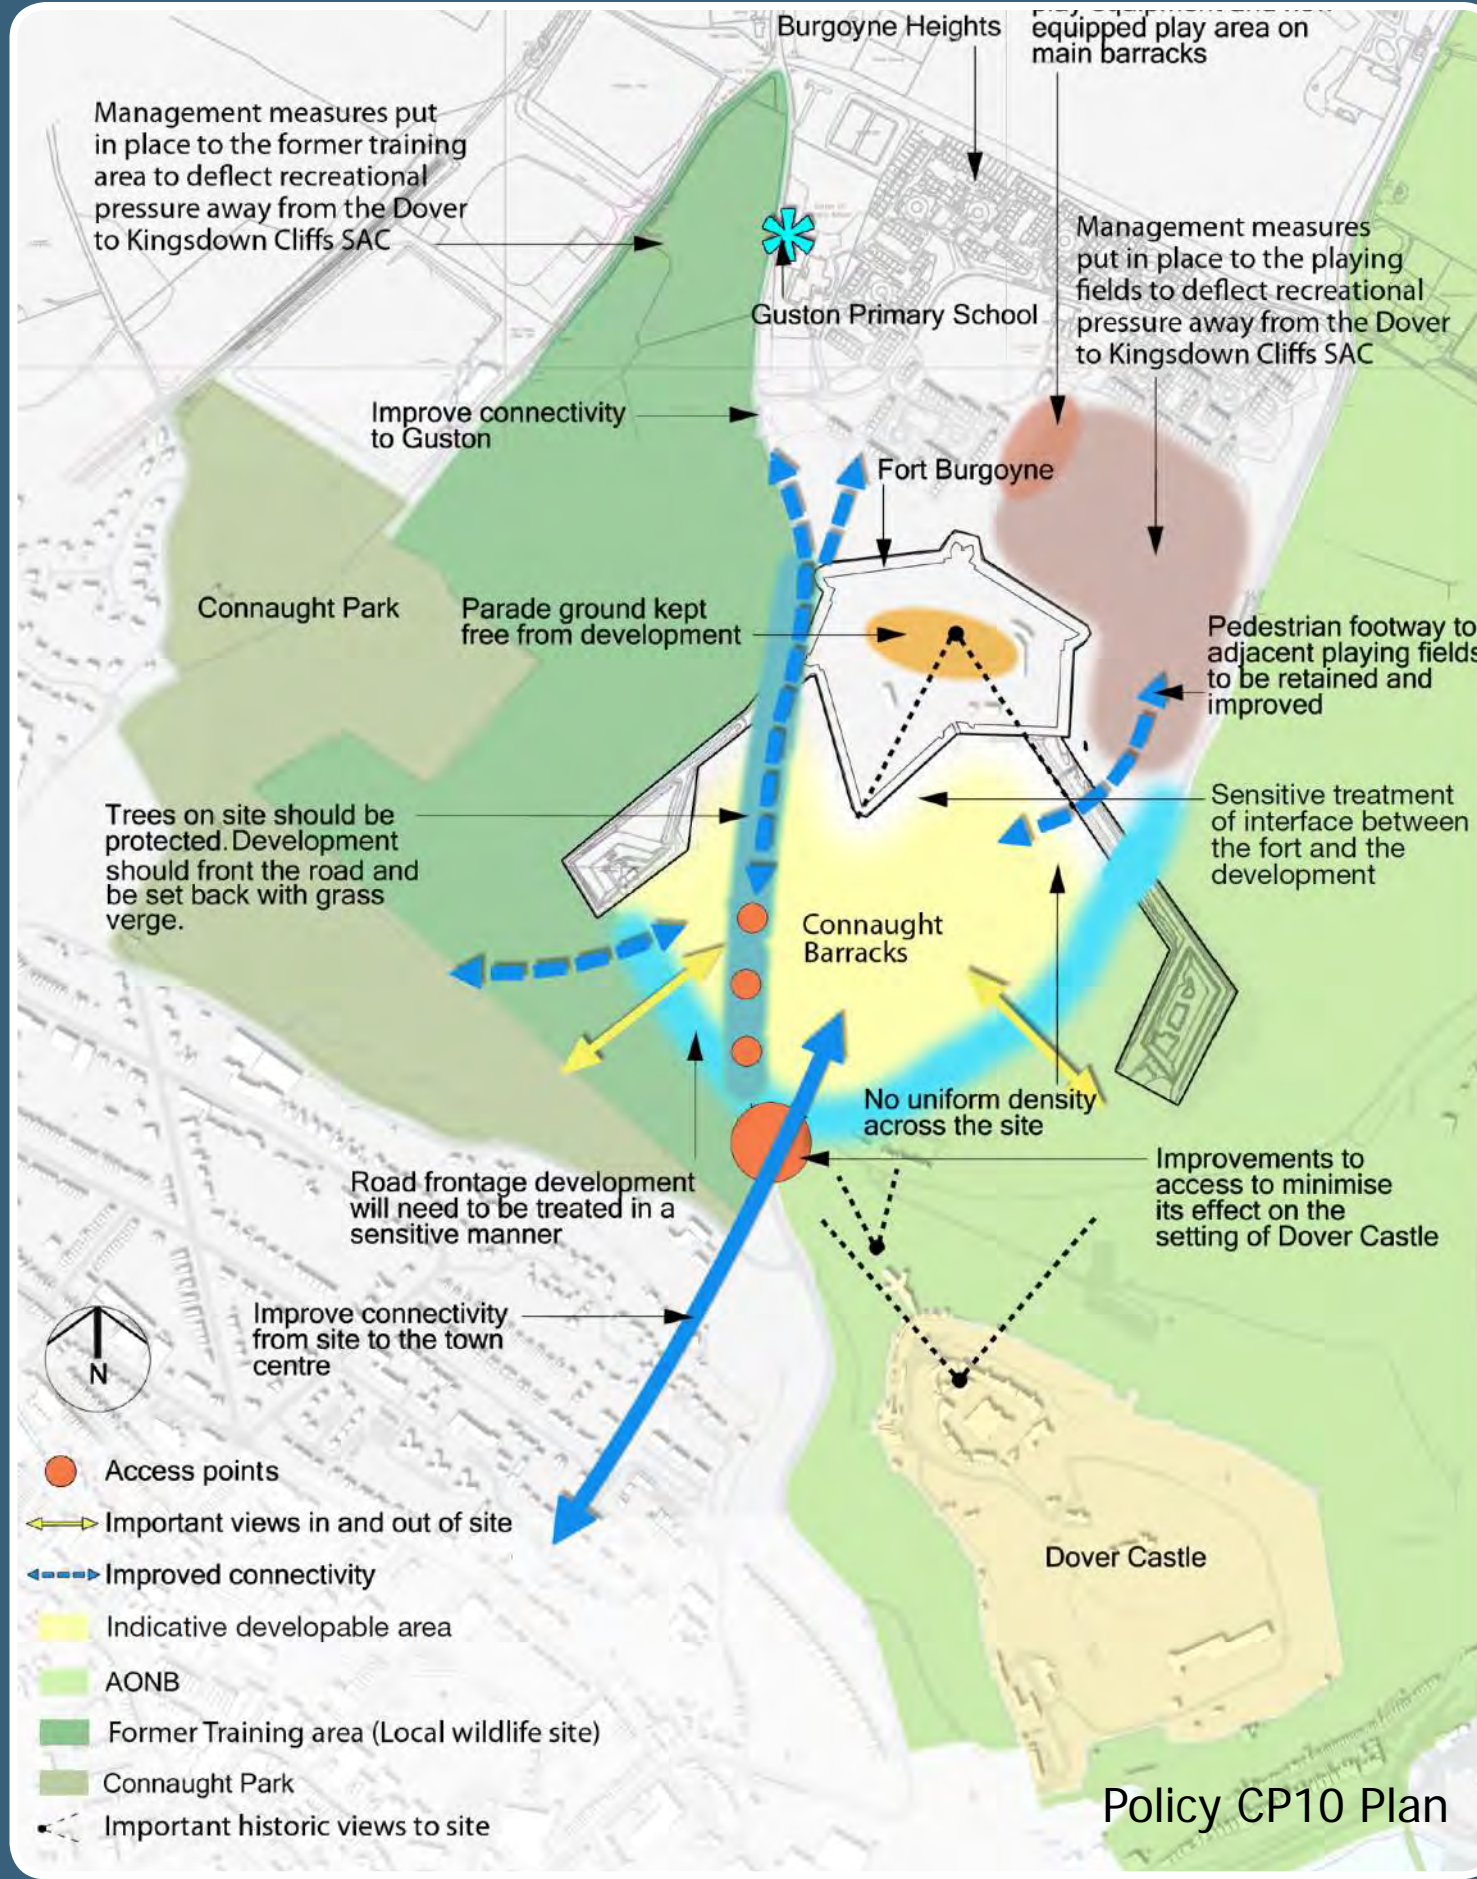 Burgoyne Heights
equipped play area on
main barracks
Management measures put
in place to the former training
area to deflect recreational
pressure away from the Dover
to Kingsdown Cliffs SAC
Management measures
put in place to the playing
fields to deflect recreational
pressure away from the Dover
to Kingsdown Cliffs SAC
Guston Primary School
Improve connectivity
to Guston
Fort Burgoyne
Connaught Park
Parade ground kept
free from development
Pedestrian footway to
adjacent playing fields
to be retained and
improved
Trees on site should be
protected. Development
should front the road and
be set back with grass
verge.
Sensitive treatment
of interface between
the fort and the
development
Connaught
Barracks
No uniform density
across the site
Road frontage development
will need to be treated in a
sensitive manner
Improvements to
access to minimise
its effect on the
setting of Dover Castle
Improve connectivity
from site to the town
centre
N
Dover Castle
Access points
Important views in and out of site
Improved connectivity
Indicative developable area
AONB
Former Training area (Local wildlife site)
Connaught Park
Important historic views to site
Policy CP10 Plan